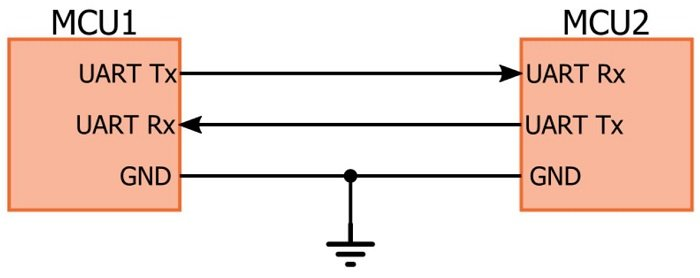 MCU1 MCU2
UART Tx UART Rx
UART Rx UART Tx
GND GND